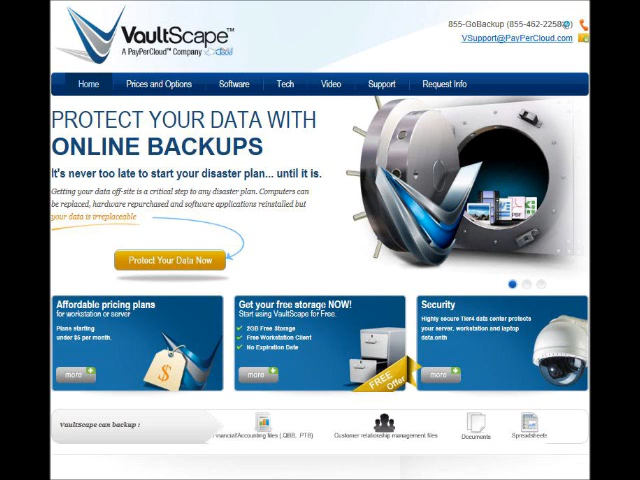 VaultScape™
A PayPerCloud™ Company
855-GoBackup (855-462-2258
VSupport@PayPerCloud.com
Home Prices and Options Software Tech Video Support Request Info
PROTECT YOUR DATA WITH
ONLINE BACKUPS
It's never too late to start your disaster plan... until it is.
Getting your data off-site is a critical step to any disaster plan. Computers can
be replaced, hardware repurchased and software applications reinstalled but
your data is irreplaceable
Protect Your Data Now
Affordable pricing plans
for workstation or server
Plans starting
under $5 per month.
more
$
Get your free storage NOW!
Start using VaultScape for Free.
2GB Free Storage
Free Workstation Client
No Expiration Date
more
FREE
Offer
Security
Highly secure Tier4 data center protects
your server, workstation and laptop
data onth
more
VaultScape can backup :
inancial/Accounting files (.QBB, .PTB)
Customer relationship management files
Documents
Spreadsheets